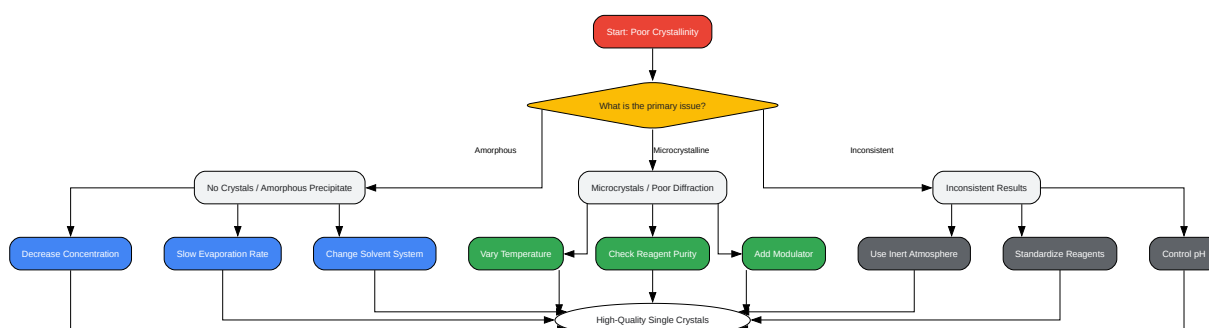 Start: Poor Crystallinity
What is the primary issue?
Amorphous
Microcrystalline
Inconsistent
No Crystals / Amorphous Precipitate
Microcrystals / Poor Diffraction
Inconsistent Results
Decrease Concentration
Slow Evaporation Rate
Change Solvent System
Vary Temperature
Check Reagent Purity
Add Modulator
Use Inert Atmosphere
Standardize Reagents
Control pH
High-Quality Single Crystals